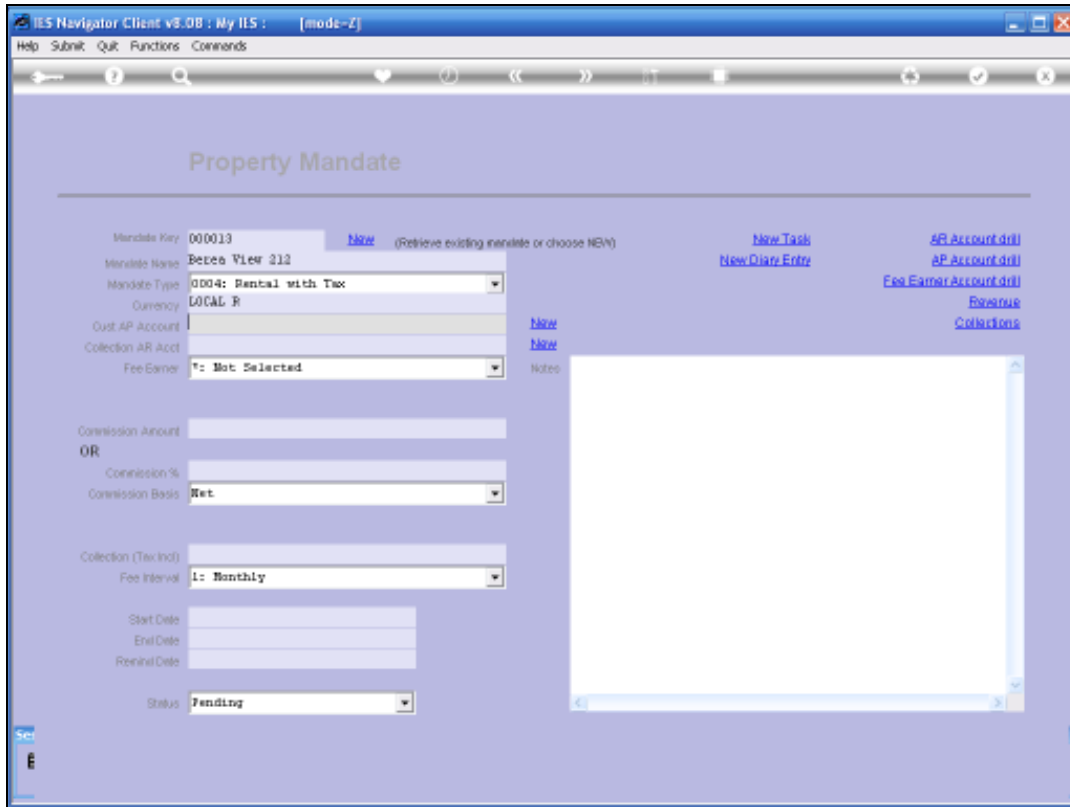 IES Navigator Client v8.08 : My IES : [mode=Z]
Help Submit Quit Functions Commands
Property Mandate
Mandate Key 000013 New (Retrieve existing mandate or choose NEW) New Task AR Account drill
Mandate Name Berea View 212 New Diary Entry AP Account drill
Mandate Type 0004: Rental with Tax Fee Earner Account drill
Currency LOCAL R Revenue
Cust AP Account New Collections
Collection AR Acct New
Fee Earner *: Not Selected Notes
Commission Amount
OR
Commission %
Commission Basis Net
Collection (Tax Incl)
Fee Interval 1: Monthly
Start Date
End Date
Remind Date
Status Pending
Ses